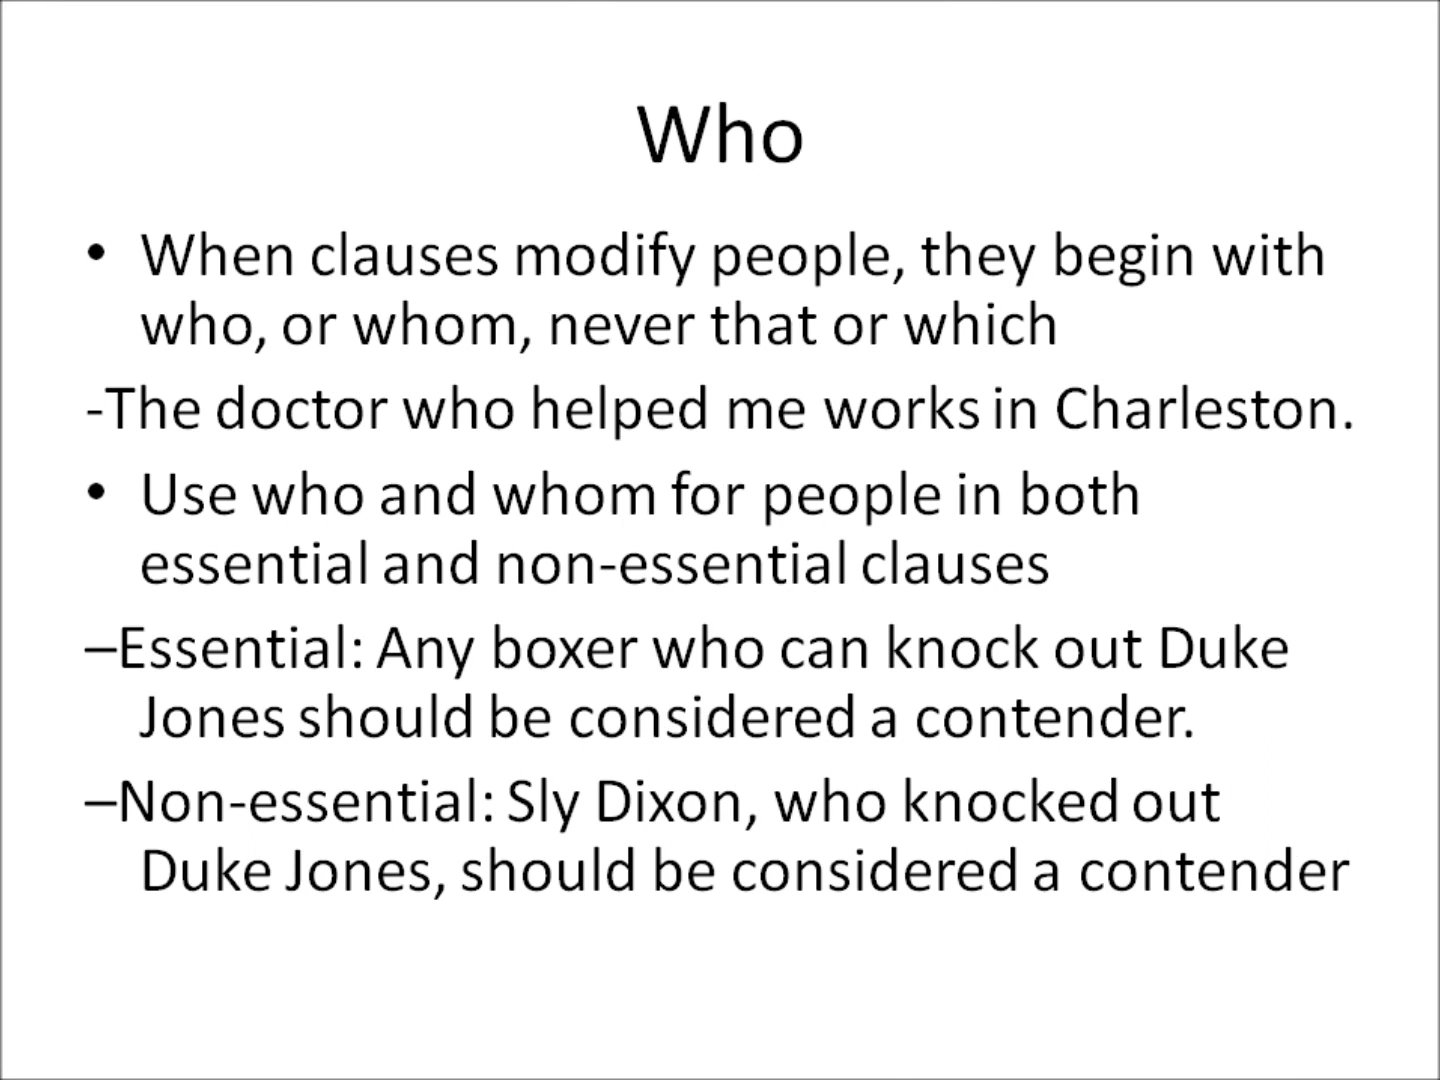 Who
• When clauses modify people, they begin with
who, or whom, never that or which
-The doctor who helped me works in Charleston.
• Use who and whom for people in both
essential and non-essential clauses
–Essential: Any boxer who can knock out Duke
Jones should be considered a contender.
–Non-essential: Sly Dixon, who knocked out
Duke Jones, should be considered a contender